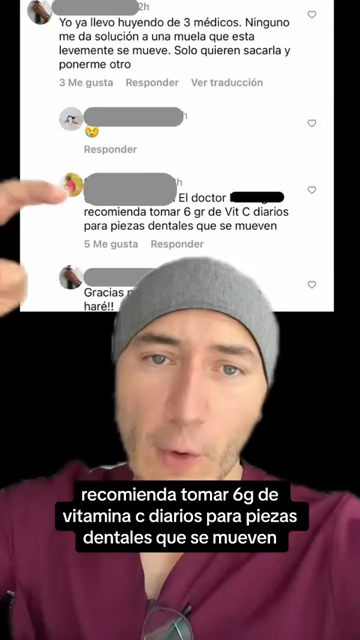 2h
Yo ya llevo huyendo de 3 médicos. Ninguno
me da solución a una muela que esta
levemente se mueve. Solo quieren sacarla y
ponerme otro
3 Me gusta Responder Ver traducción
h
Responder
h
El doctor
recomienda tomar 6 gr de Vit C diarios
para piezas dentales que se mueven
5 Me gusta Responder
Gracias
haré!!
recomienda tomar 6g de
vitamina c diarios para piezas
dentales que se mueven